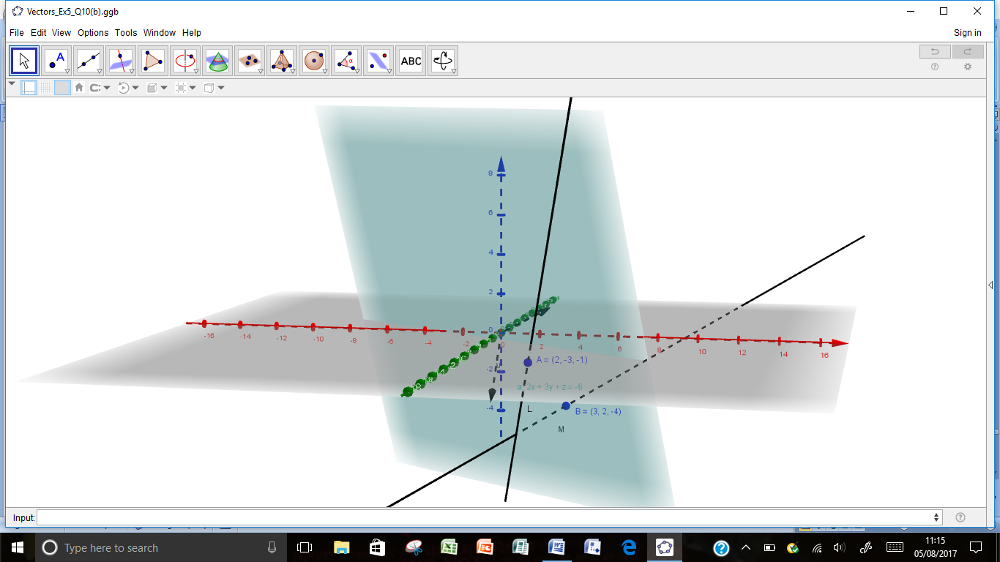 Vectors_Ex5_Q10(b).ggb
File Edit View Options Tools Window Help
Sign in
A
ABC
8
6
4
2
0
-2
-4
-16 -14 -12 -10 -8 -6 -4 -2 0 2 4 6 8 10 12 14 16
A = (2, -3, -1)
a: 2x + 3y + z = -6
L
B = (3, 2, -4)
M
Input:
Type here to search
11:15
05/08/2017